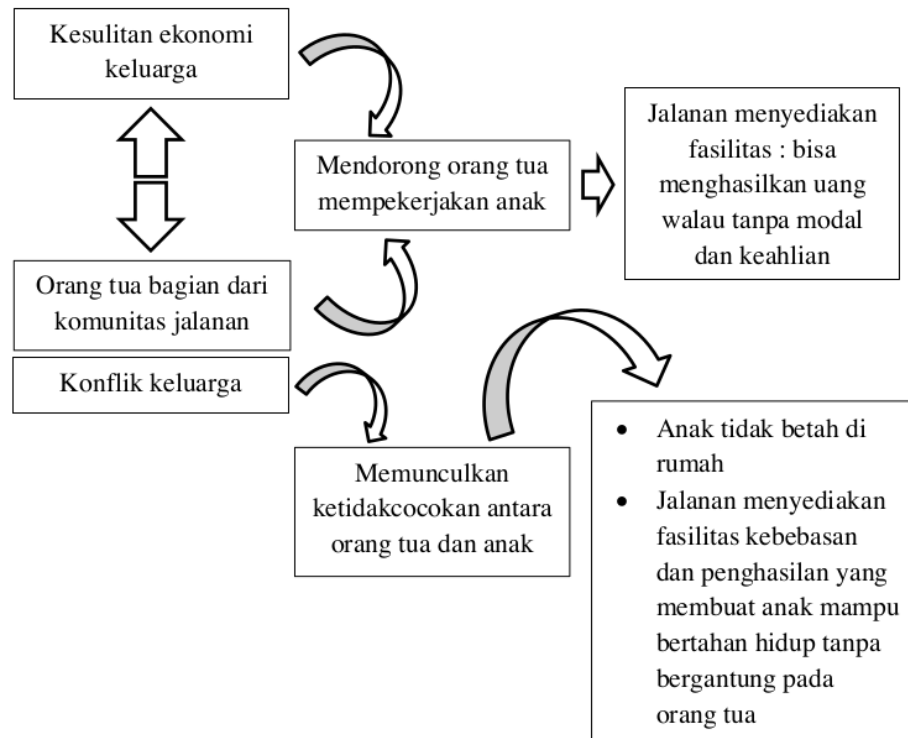 Kesulitan ekonomi
keluarga
Mendorong orang tua
mempekerjakan anak
Jalanan menyediakan
fasilitas : bisa
menghasilkan uang
walau tanpa modal
dan keahlian
Orang tua bagian dari
komunitas jalanan
Konflik keluarga
Memunculkan
ketidakcocokan antara
orang tua dan anak
• Anak tidak betah di
rumah
• Jalanan menyediakan
fasilitas kebebasan
dan penghasilan yang
membuat anak mampu
bertahan hidup tanpa
bergantung pada
orang tua